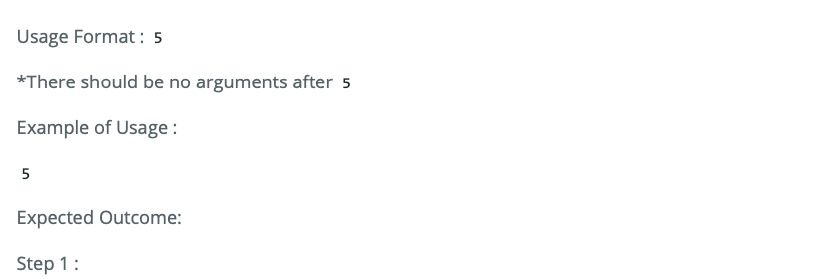 Usage Format : 5
*There should be no arguments after 5
Example of Usage :
5
Expected Outcome:
Step 1 :